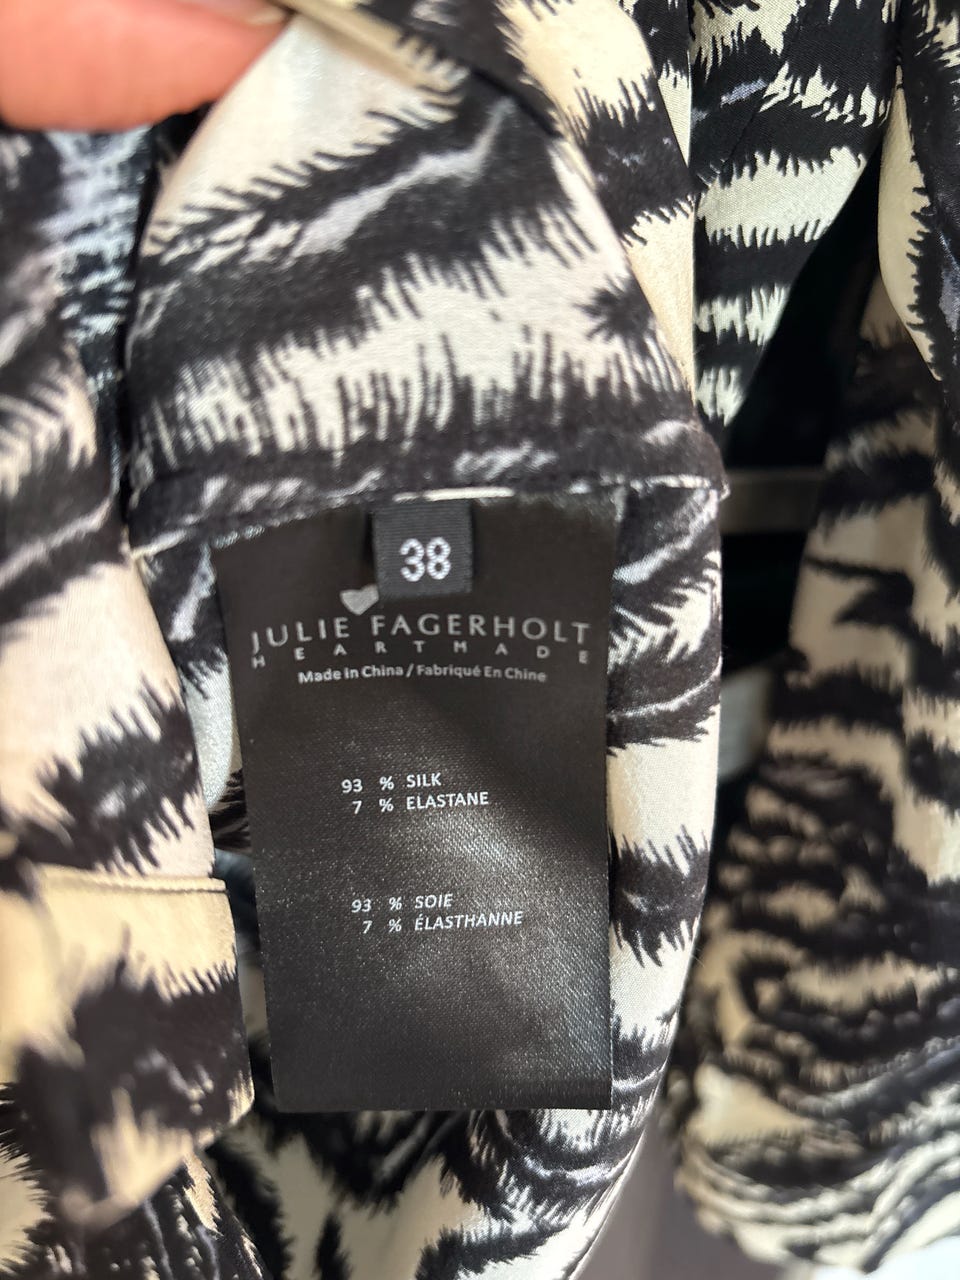 38
JULIE FAGERHOLT
HEARTMADE
Made in China / Fabriqué En Chine
93 % SILK
7 % ELASTANE
93 % SOIE
7 % ÉLASTHANNE